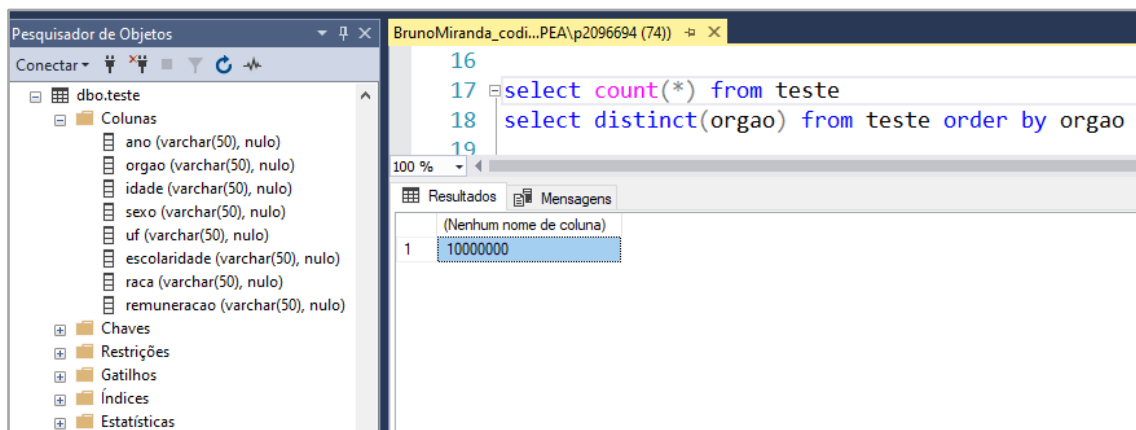 Pesquisador de Objetos
Conectar
dbo.teste
Colunas
ano (varchar(50), nulo)
orgao (varchar(50), nulo)
idade (varchar(50), nulo)
sexo (varchar(50), nulo)
uf (varchar(50), nulo)
escolaridade (varchar(50), nulo)
raca (varchar(50), nulo)
remuneracao (varchar(50), nulo)
Chaves
Restrições
Gatilhos
Índices
Estatísticas
BrunoMiranda_codi...PEA\p2096694 (74))
16
17 select count(*) from teste
18 select distinct(orgao) from teste order by orgao
19
100 %
Resultados Mensagens
(Nenhum nome de coluna)
1 10000000